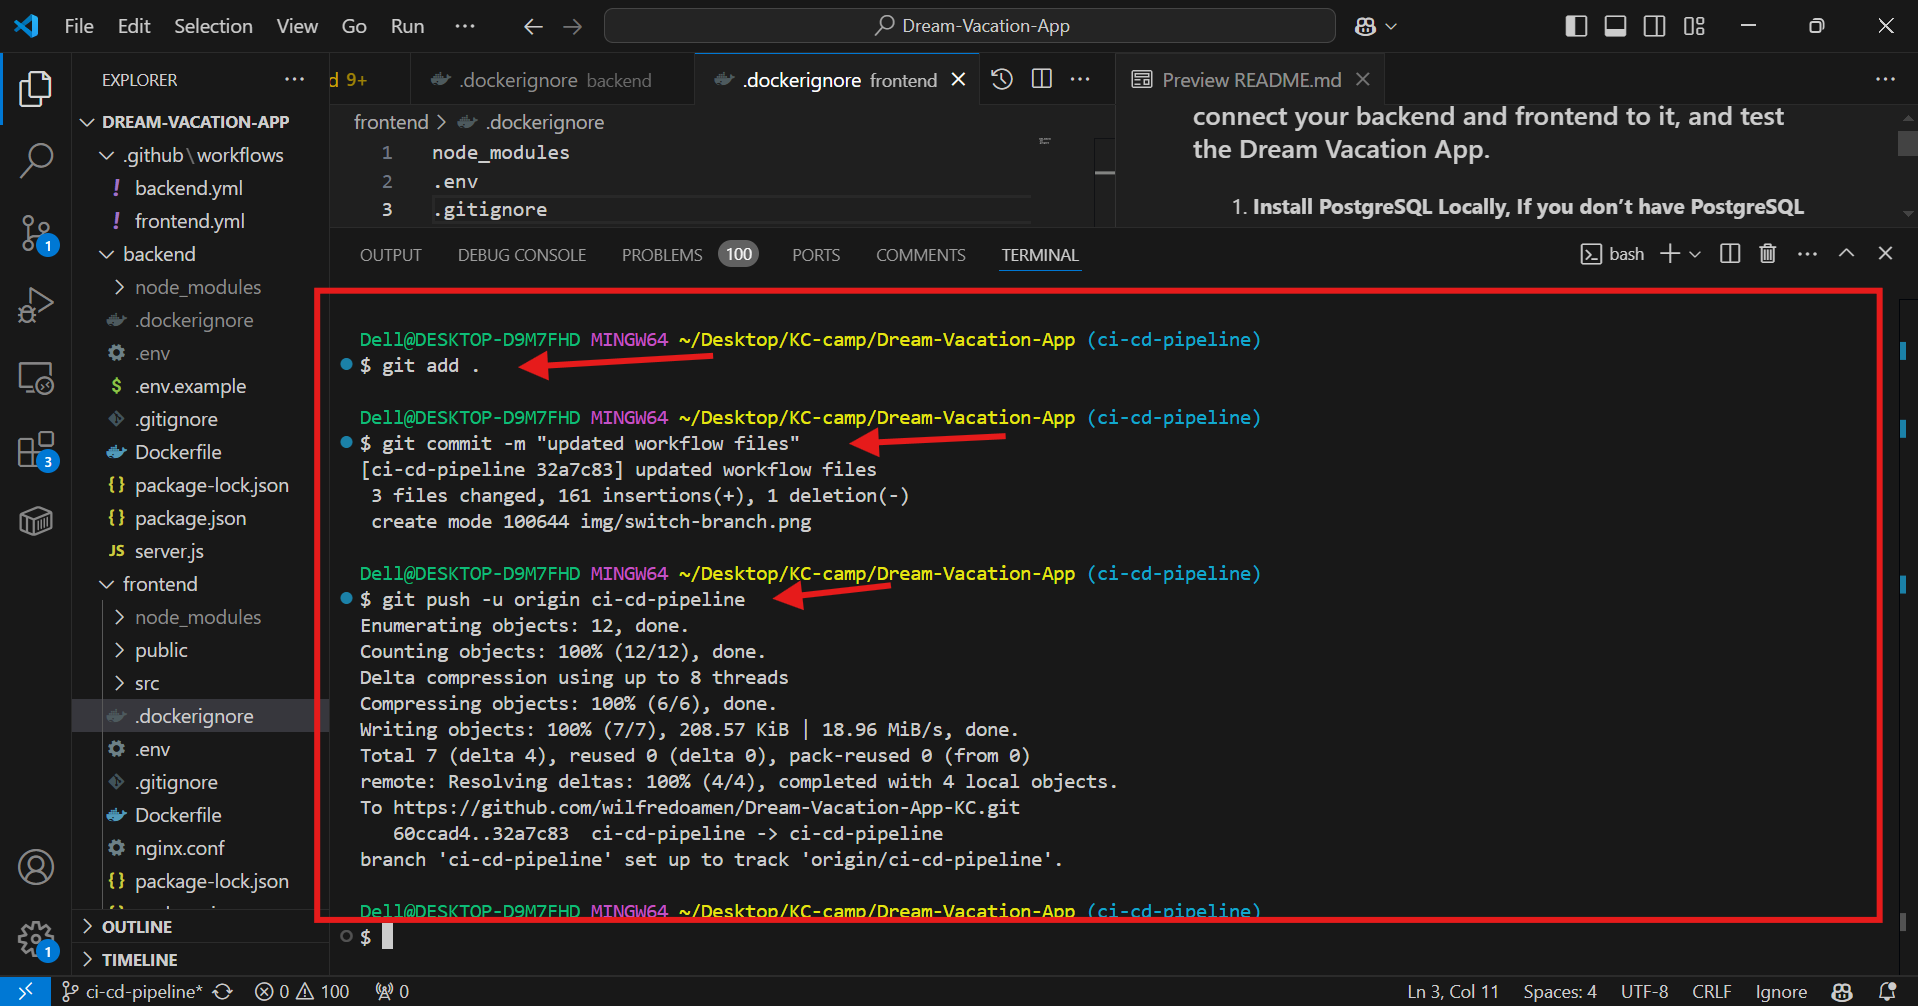 File Edit Selection View Go Run ···
Dream-Vacation-App
EXPLORER ···
DREAM-VACATION-APP
.github\workflows
! backend.yml
! frontend.yml
backend
node_modules
.dockerignore
.env
$ .env.example
.gitignore
Dockerfile
{} package-lock.json
{} package.json
JS server.js
frontend
node_modules
public
src
.dockerignore
.env
.gitignore
Dockerfile
nginx.conf
{} package-lock.json
OUTLINE
TIMELINE
1
3
1
d 9+
.dockerignore backend
.dockerignore frontend
frontend > .dockerignore
1 node_modules
2 .env
3 .gitignore
Preview README.md
connect your backend and frontend to it, and test
the Dream Vacation App.
1. Install PostgreSQL Locally, If you don’t have PostgreSQL
OUTPUT DEBUG CONSOLE PROBLEMS 100 PORTS COMMENTS TERMINAL
bash
Dell@DESKTOP-D9M7FHD MINGW64 ~/Desktop/KC-camp/Dream-Vacation-App (ci-cd-pipeline)
$ git add .
Dell@DESKTOP-D9M7FHD MINGW64 ~/Desktop/KC-camp/Dream-Vacation-App (ci-cd-pipeline)
$ git commit -m "updated workflow files"
[ci-cd-pipeline 32a7c83] updated workflow files
3 files changed, 161 insertions(+), 1 deletion(-)
create mode 100644 img/switch-branch.png
Dell@DESKTOP-D9M7FHD MINGW64 ~/Desktop/KC-camp/Dream-Vacation-App (ci-cd-pipeline)
$ git push -u origin ci-cd-pipeline
Enumerating objects: 12, done.
Counting objects: 100% (12/12), done.
Delta compression using up to 8 threads
Compressing objects: 100% (6/6), done.
Writing objects: 100% (7/7), 208.57 KiB | 18.96 MiB/s, done.
Total 7 (delta 4), reused 0 (delta 0), pack-reused 0 (from 0)
remote: Resolving deltas: 100% (4/4), completed with 4 local objects.
To https://github.com/wilfredoamen/Dream-Vacation-App-KC.git
60ccad4..32a7c83 ci-cd-pipeline -> ci-cd-pipeline
branch 'ci-cd-pipeline' set up to track 'origin/ci-cd-pipeline'.
Dell@DESKTOP-D9M7FHD MINGW64 ~/Desktop/KC-camp/Dream-Vacation-App (ci-cd-pipeline)
$
ci-cd-pipeline* 0 100 0
Ln 3, Col 11 Spaces: 4 UTF-8 CRLF Ignore